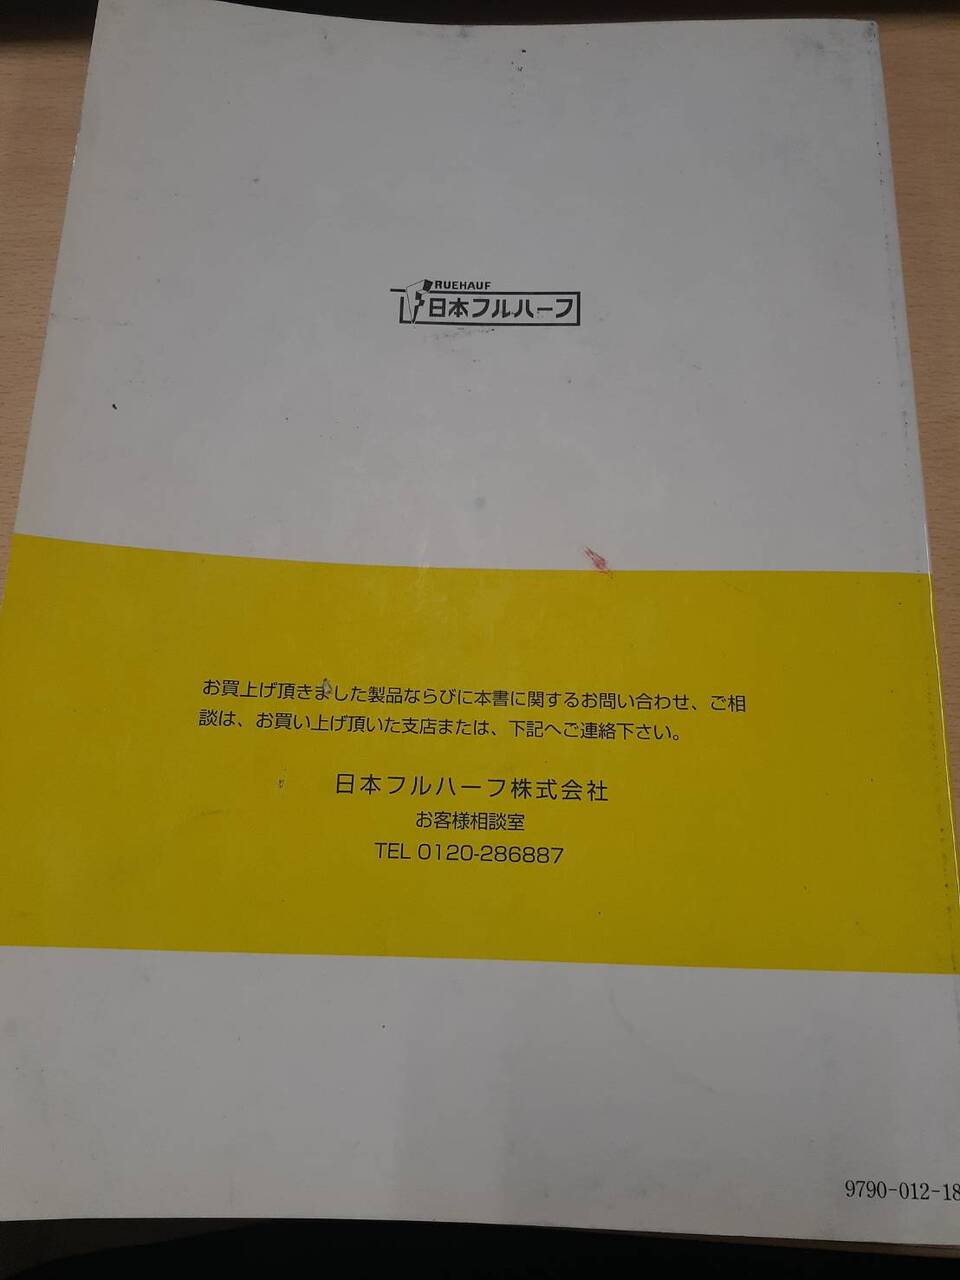 FRUEHAUF
日本フルハーフ
お買上げ頂きました製品ならびに本書に関するお問い合わせ、ご相
談は、お買い上げ頂いた支店または、下記へご連絡下さい。
日本フルハーフ株式会社
お客様相談室
TEL 0120-286887
9790-012-18